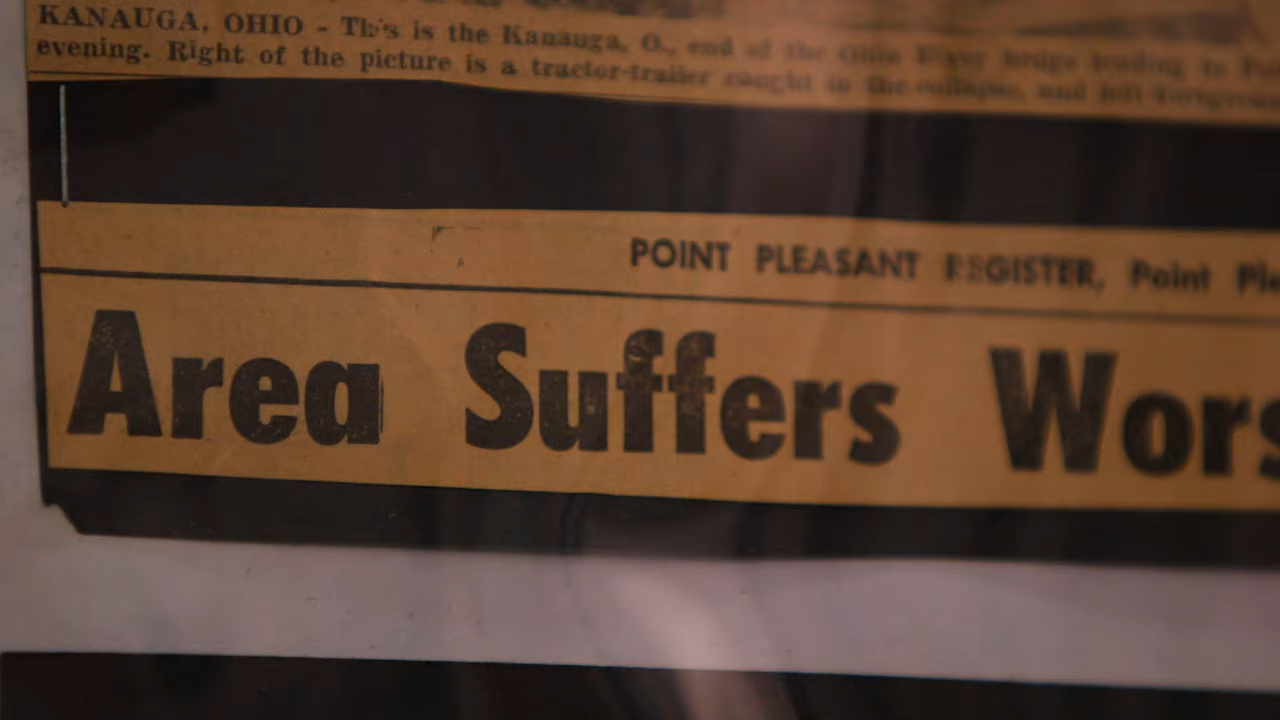 KANAUGA, OHIO - This is the Kanauga, O., end of the Ohio River bridge leading to
evening. Right of the picture is a tractor-trailer caught in the collapse, and left
POINT PLEASANT REGISTER, Point Ple
Area Suffers Wors